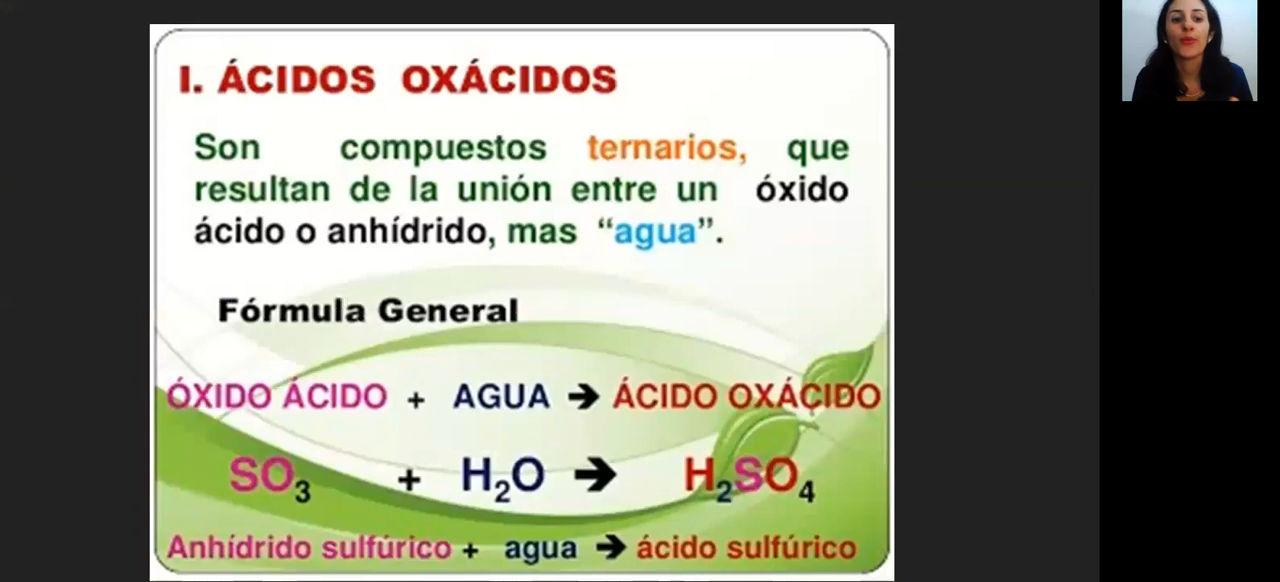 I. ÁCIDOS OXÁCIDOS
Son compuestos ternarios, que
resultan de la unión entre un óxido
ácido o anhídrido, mas “agua”.
Fórmula General
ÓXIDO ÁCIDO + AGUA ➔ ÁCIDO OXÁCIDO
SO₃ + H₂O ➔ H₂SO₄
Anhídrido sulfúrico + agua ➔ ácido sulfúrico